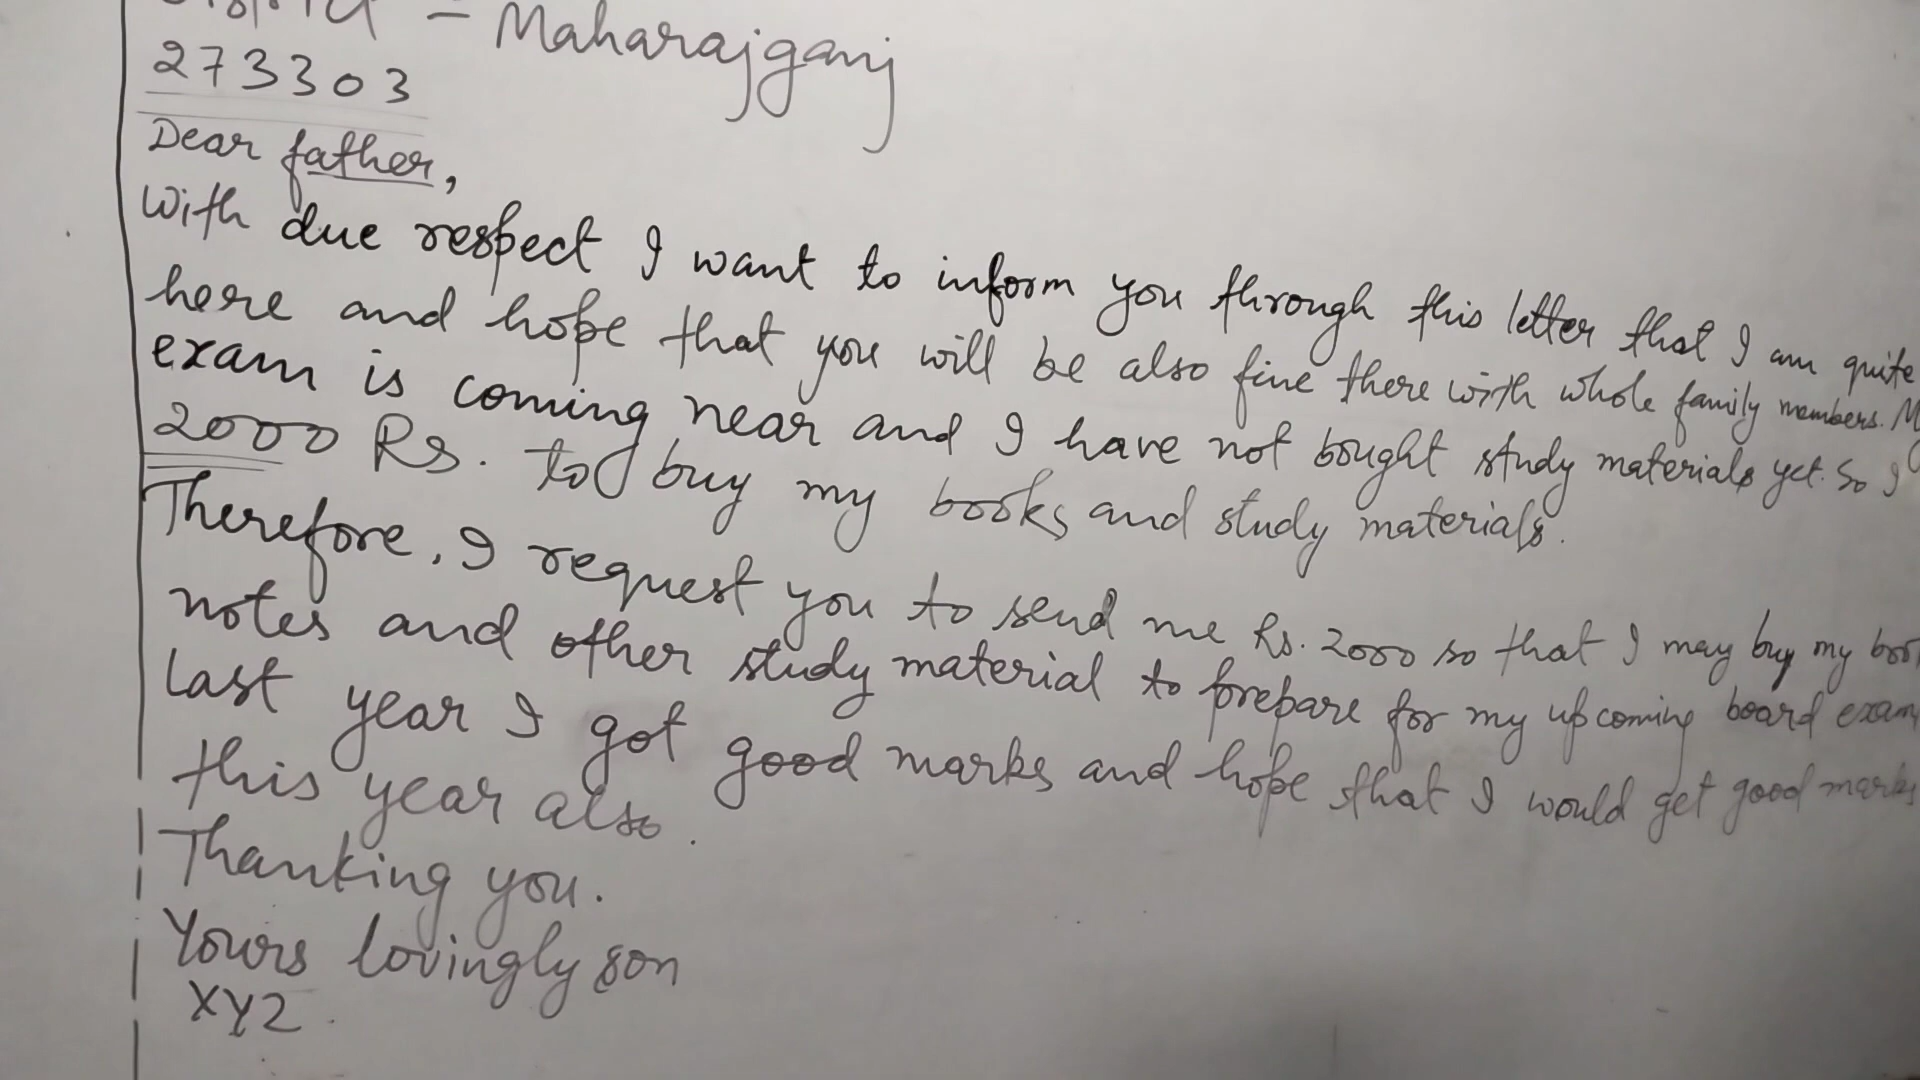 District - Maharajganj
273303
Dear father,
With due respect I want to inform you through this letter that I am quite
here and hope that you will be also fine there with whole family members. My
exam is coming near and I have not bought study materials yet. So I
2000 Rs. to buy my books and study materials.
Therefore, I request you to send me Rs. 2000 so that I may buy my
notes and other study material to prepare for my upcoming board exam
last year I got good marks and hope that I would get good marks
this year also.
Thanking you.
Yours lovingly son
XYZ.